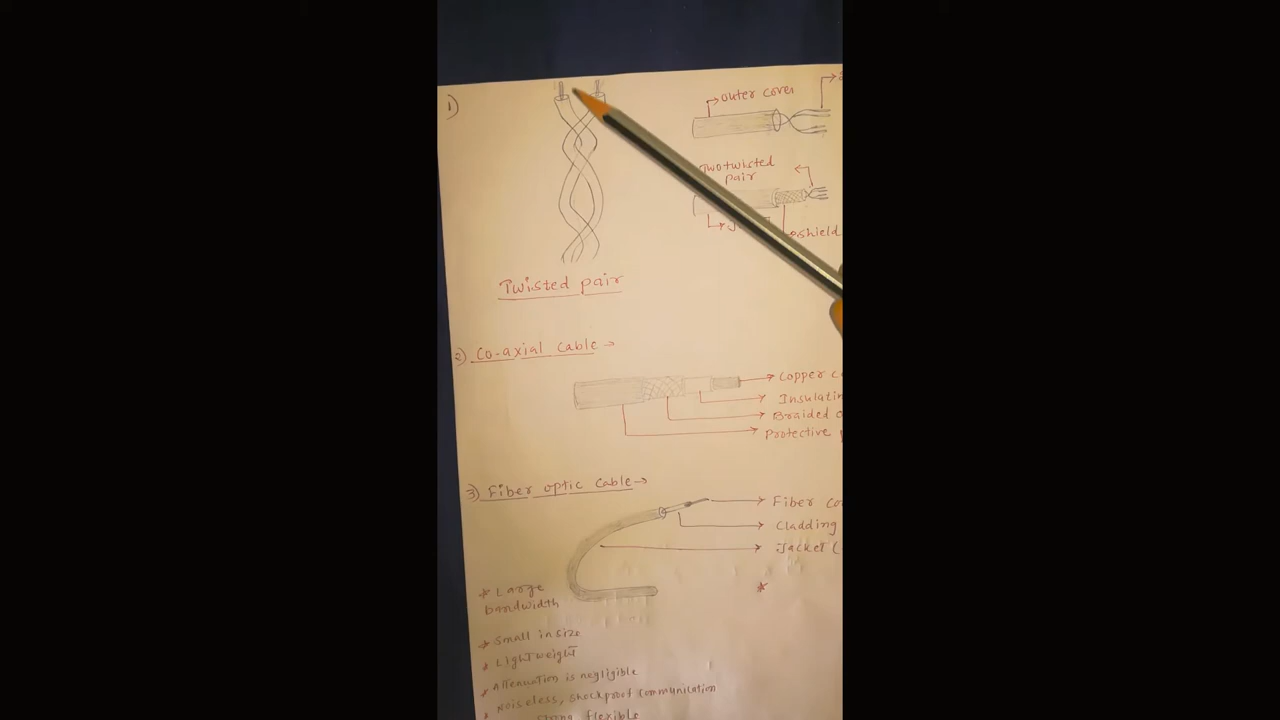 1)
outer cover
Two twisted
pair
shield
Twisted pair
2) Co-axial cable →
Copper
Insulatin
Braided
Protective
3) Fiber optic cable →
Fiber
Cladding
Jacket (
* Large
bandwidth
* Small in size
* Lightweight
* Attenuation is negligible
* Noiseless, shockproof communication
strong flexible
*